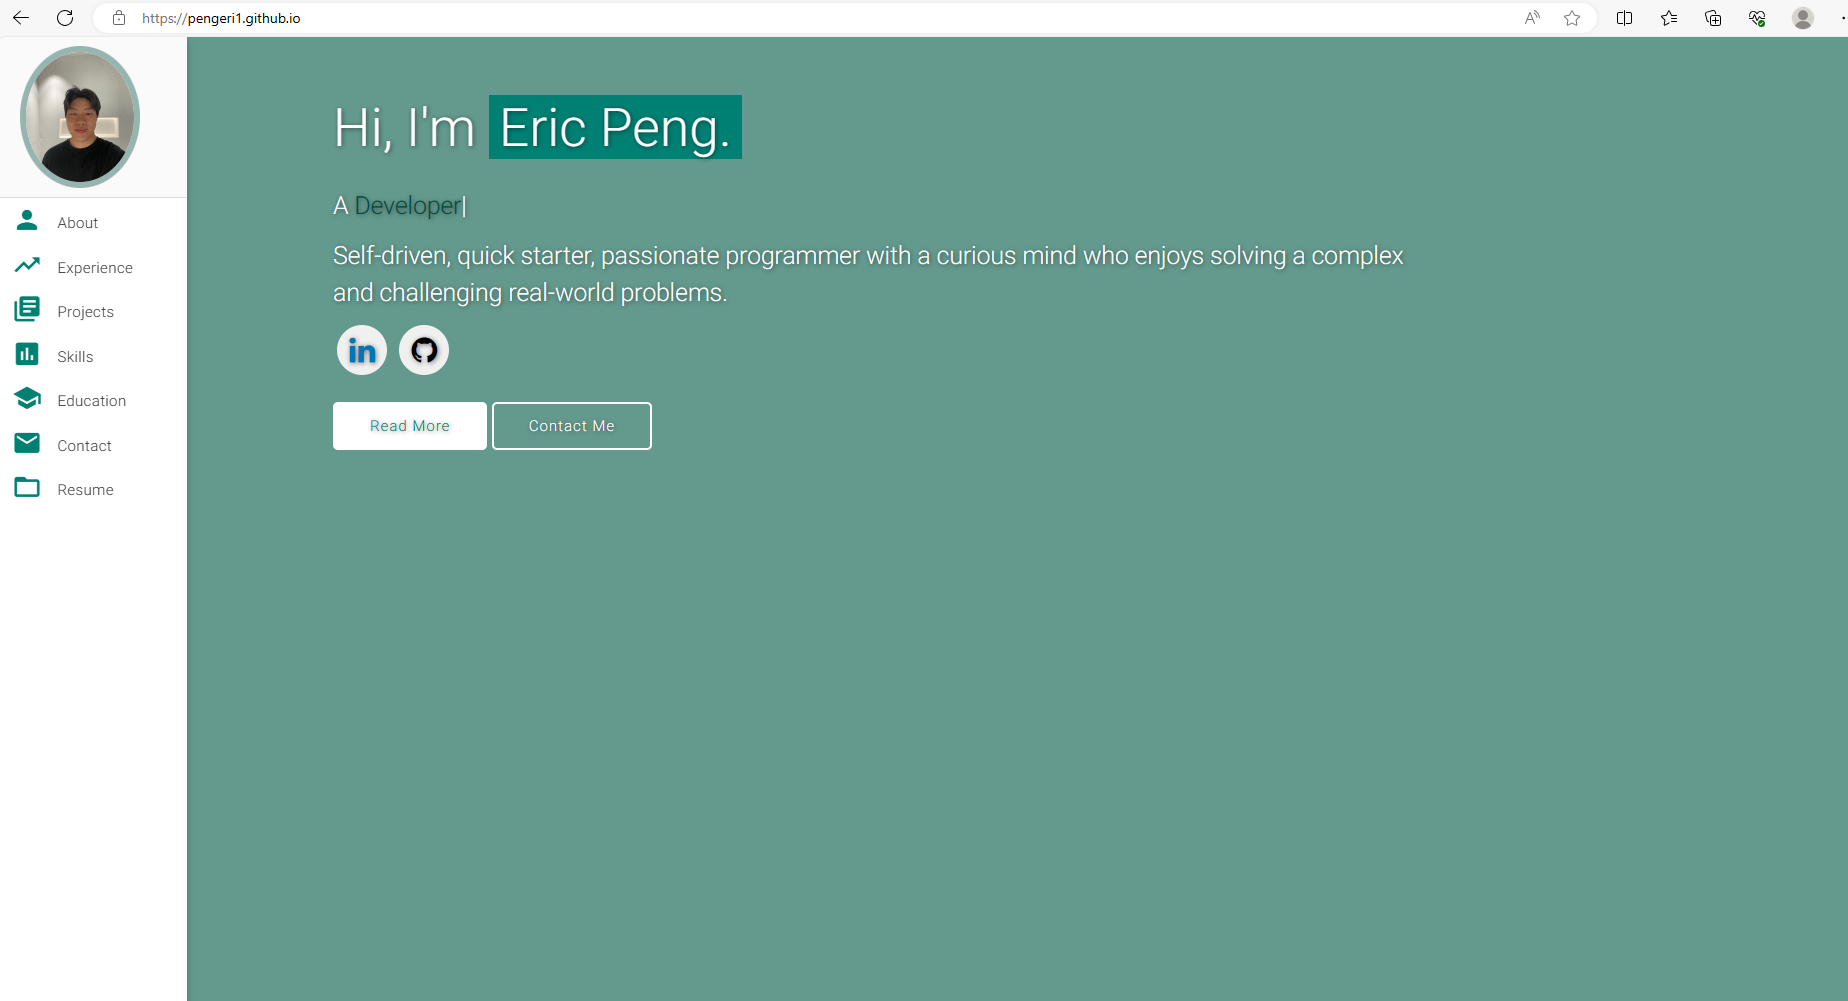 https://pengeri1.github.io
Hi, I'm Eric Peng.
A Developer|
Self-driven, quick starter, passionate programmer with a curious mind who enjoys solving a complex
and challenging real-world problems.
in
Read More
Contact Me
About
Experience
Projects
Skills
Education
Contact
Resume